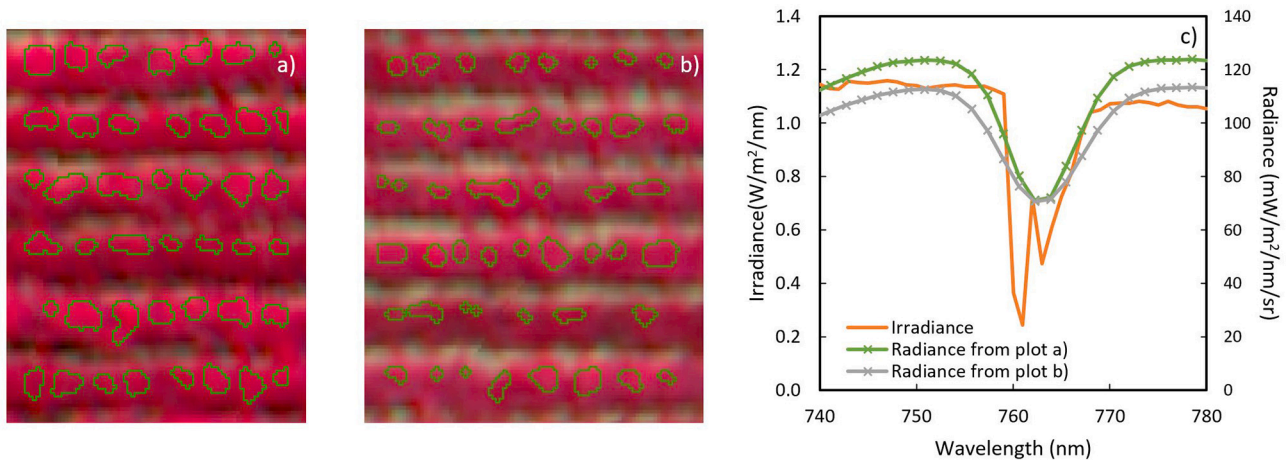 a)
b)
c)
1.4
1.2
1.0
0.8
0.6
0.4
0.2
0.0
Irradiance(W/m²/nm)
140
120
100
80
60
40
20
0
Radiance (mW/m²/nm/sr)
Irradiance
Radiance from plot a)
Radiance from plot b)
740 750 760 770 780
Wavelength (nm)